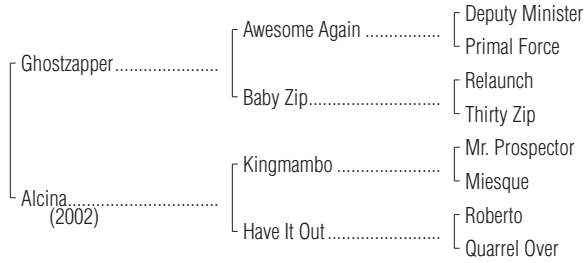 Deputy Minister
Awesome Again ................
Primal Force
Ghostzapper.....................
Relaunch
Baby Zip..........................
Thirty Zip
Mr. Prospector
Kingmambo .....................
Miesque
Alcina..............................
(2002)
Roberto
Have It Out .......................
Quarrel Over